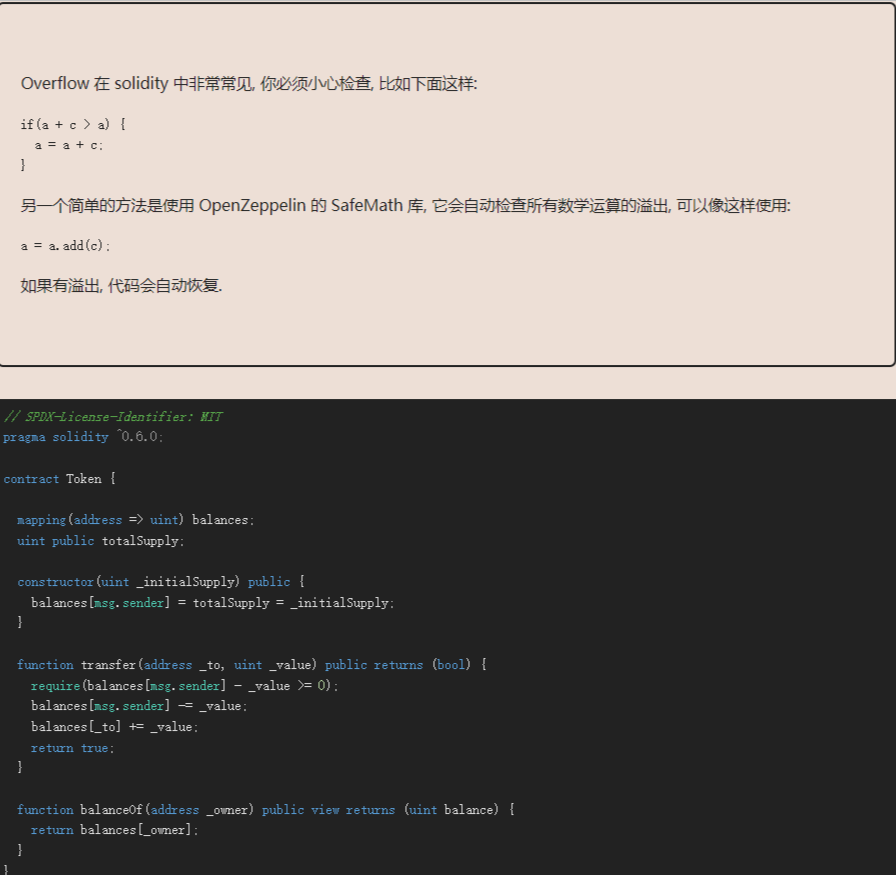 Overflow 在 solidity 中非常常见, 你必须小心检查, 比如下面这样:
if(a + c > a) {
  a = a + c;
}
另一个简单的方法是使用 OpenZeppelin 的 SafeMath 库, 它会自动检查所有数学运算的溢出, 可以像这样使用:
a = a.add(c);
如果有溢出, 代码会自动恢复.
// SPDX-License-Identifier: MIT
pragma solidity ^0.6.0;
contract Token {
  mapping(address => uint) balances;
  uint public totalSupply;
  constructor(uint _initialSupply) public {
    balances[msg.sender] = totalSupply = _initialSupply;
  }
  function transfer(address _to, uint _value) public returns (bool) {
    require(balances[msg.sender] - _value >= 0);
    balances[msg.sender] -= _value;
    balances[_to] += _value;
    return true;
  }
  function balanceOf(address _owner) public view returns (uint balance) {
    return balances[_owner];
  }
}